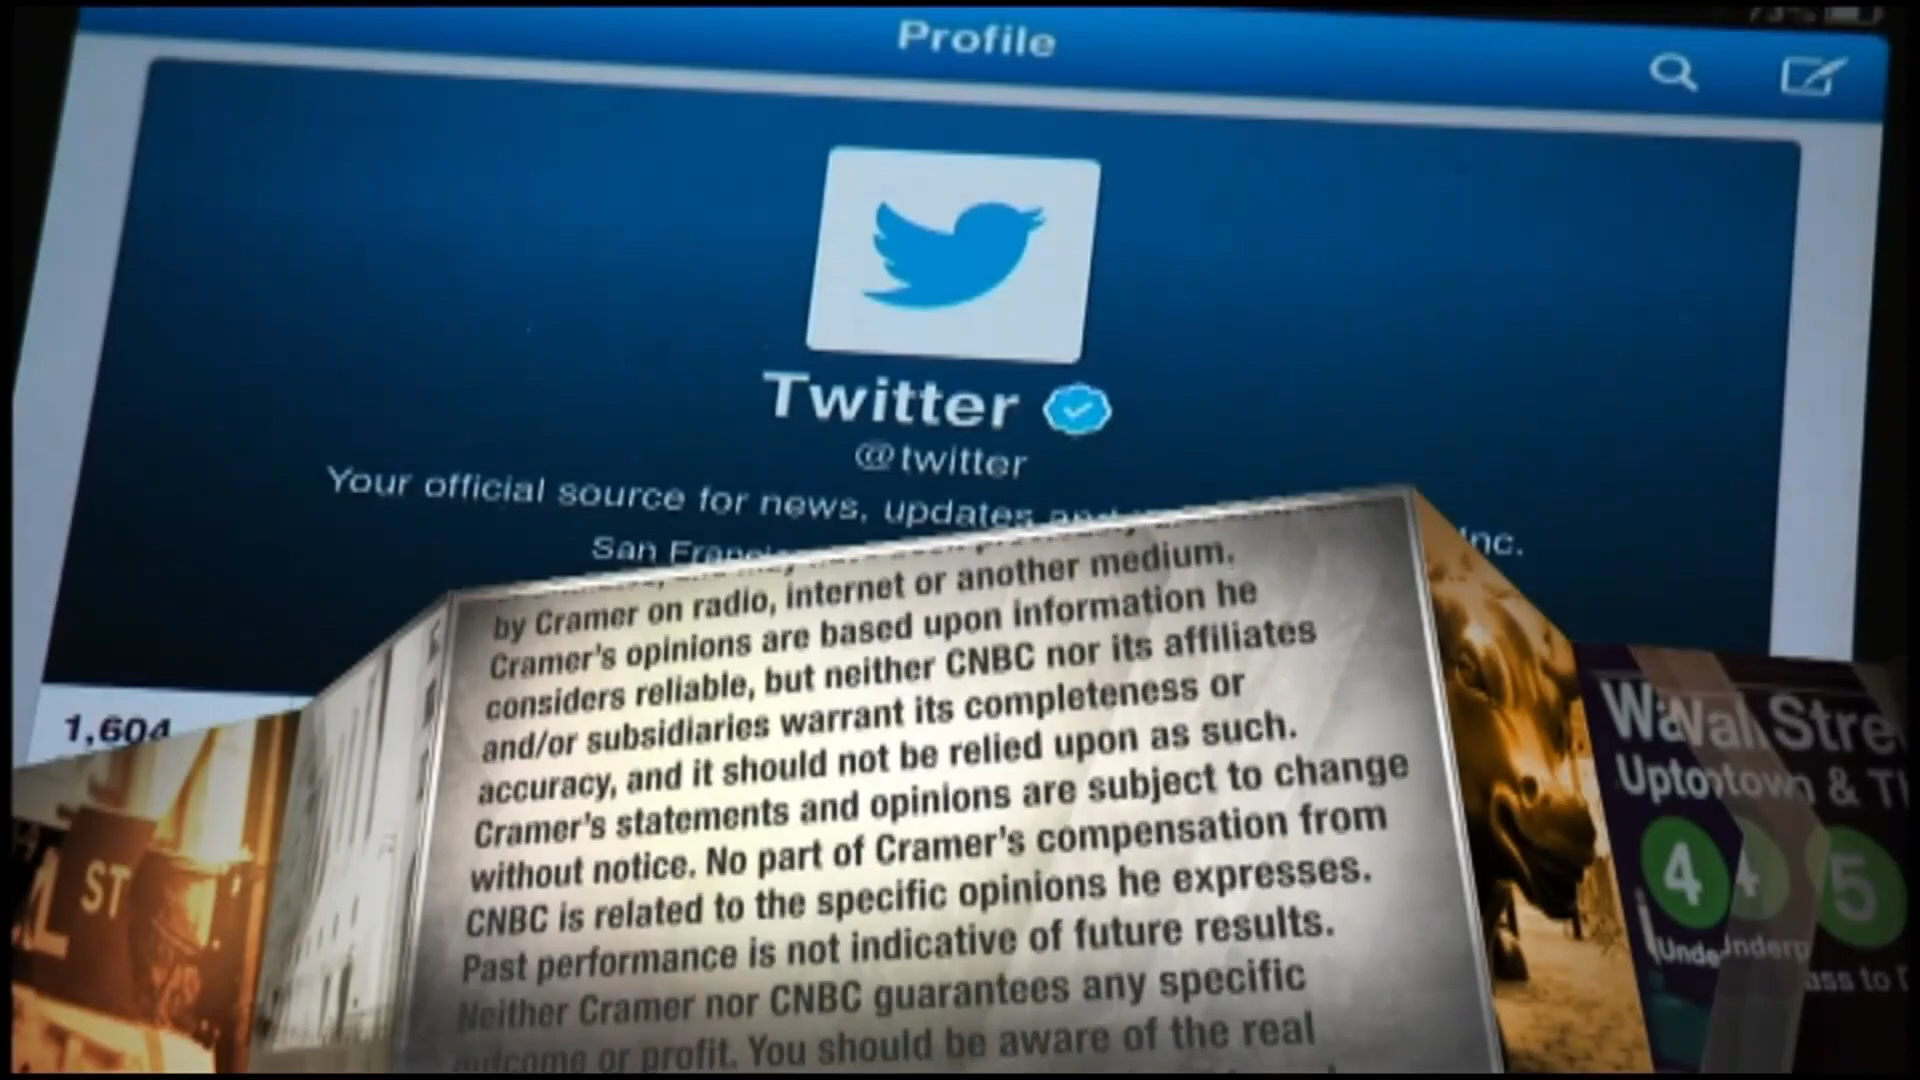 Profile
Twitter
@twitter
Your official source for news, updates
Inc.
San
by Cramer on radio, internet or another medium.
Cramer's opinions are based upon information he
considers reliable, but neither CNBC nor its affiliates
and/or subsidiaries warrant its completeness or
accuracy, and it should not be relied upon as such.
Cramer's statements and opinions are subject to change
without notice. No part of Cramer's compensation from
CNBC is related to the specific opinions he expresses.
Past performance is not indicative of future results.
Neither Cramer nor CNBC guarantees any specific
outcome or profit. You should be aware of the real
1,604
ST
Wall Stre
Uptown & T
4 5
ass to